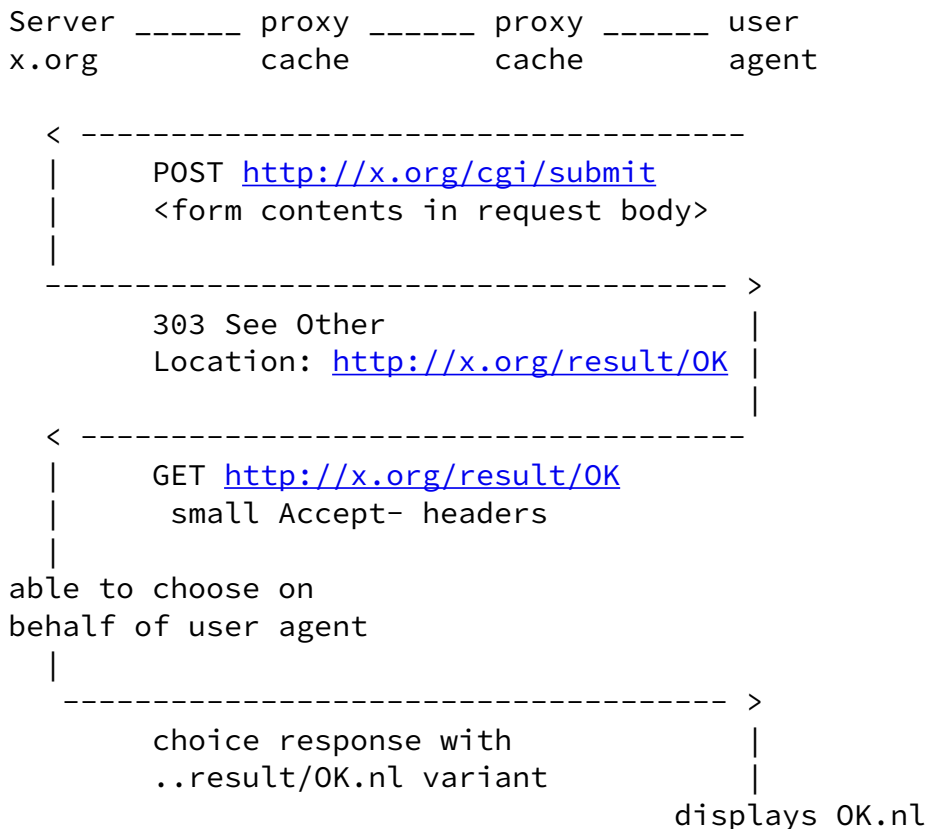 Server ______ proxy ______ proxy ______ user
x.org         cache        cache        agent
  < -------------------------------------
  |     POST http://x.org/cgi/submit
  |     <form contents in request body>
  |
  -------------------------------------- >
        303 See Other                    |
        Location: http://x.org/result/OK |
                                         |
  < -------------------------------------
  |     GET http://x.org/result/OK
  |      small Accept- headers
  |
able to choose on
behalf of user agent
  |
   ------------------------------------- >
        choice response with             |
        ..result/OK.nl variant           |
                                     displays OK.nl